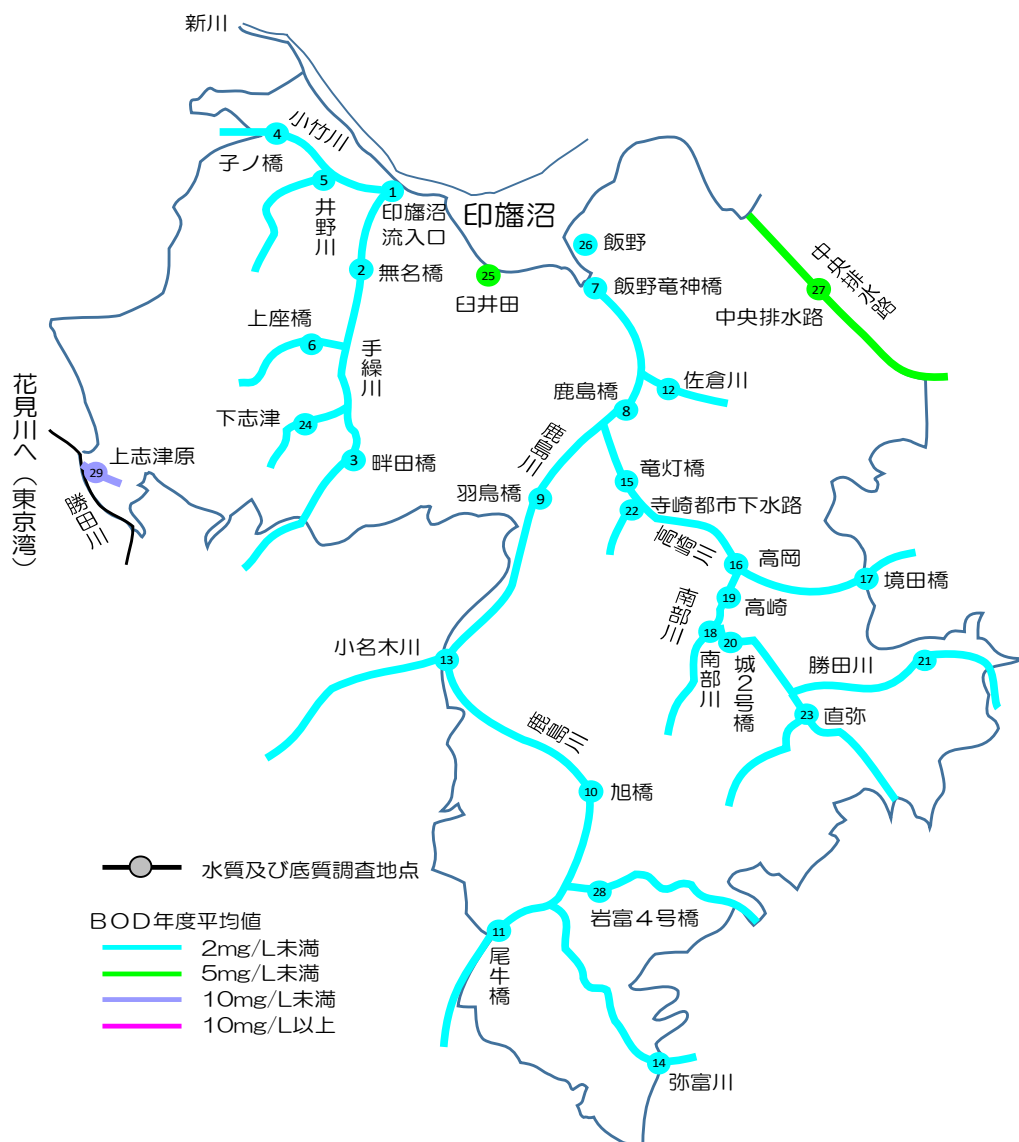 新川
小竹川
4
子ノ橋
5
井野川
1
印旛沼
流入口
印旛沼
2
無名橋
25
臼井田
26
飯野
7
飯野竜神橋
中央排水路
27
中央排水路
上座橋
6
手繰川
下志津
24
3
畔田橋
花見川へ（東京湾）
上志津原
29
勝田川
鹿島橋
8
12
佐倉川
鹿島川
羽鳥橋
9
竜灯橋
15
22
寺崎都市下水路
高崎川
16
高岡
17
境田橋
19
高崎
南部川
18
南部川
20
城２号橋
勝田川
21
23
直弥
小名木川
13
鹿島川
10
旭橋
28
岩富４号橋
11
尾牛橋
14
弥富川
水質及び底質調査地点
ＢＯＤ年度平均値
2mg/L未満
5mg/L未満
10mg/L未満
10mg/L以上